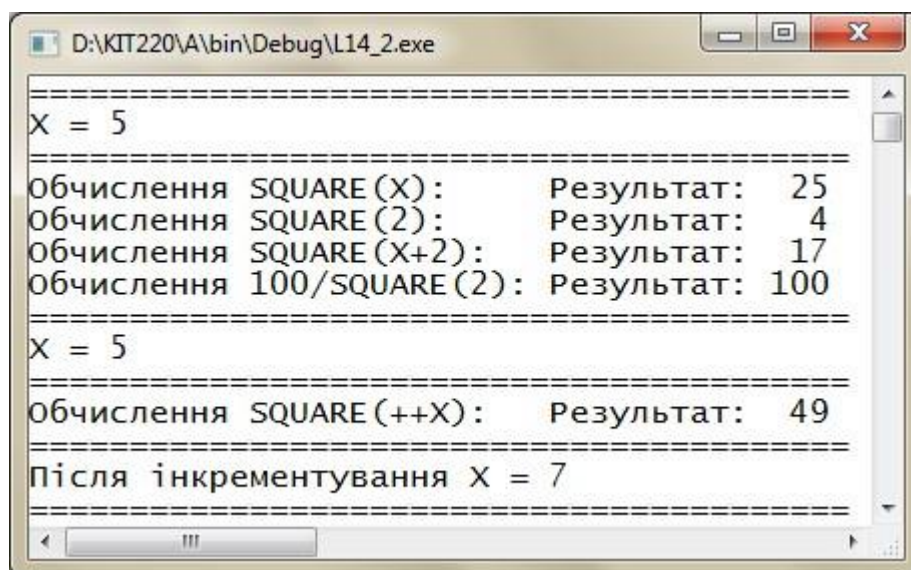 D:\KIT220\A\bin\Debug\L14_2.exe
==========================================
X = 5
==========================================
Обчислення SQUARE(X): Результат: 25
Обчислення SQUARE(2): Результат: 4
Обчислення SQUARE(X+2): Результат: 17
Обчислення 100/SQUARE(2): Результат: 100
==========================================
X = 5
==========================================
Обчислення SQUARE(++X): Результат: 49
==========================================
Після інкрементування X = 7
==========================================